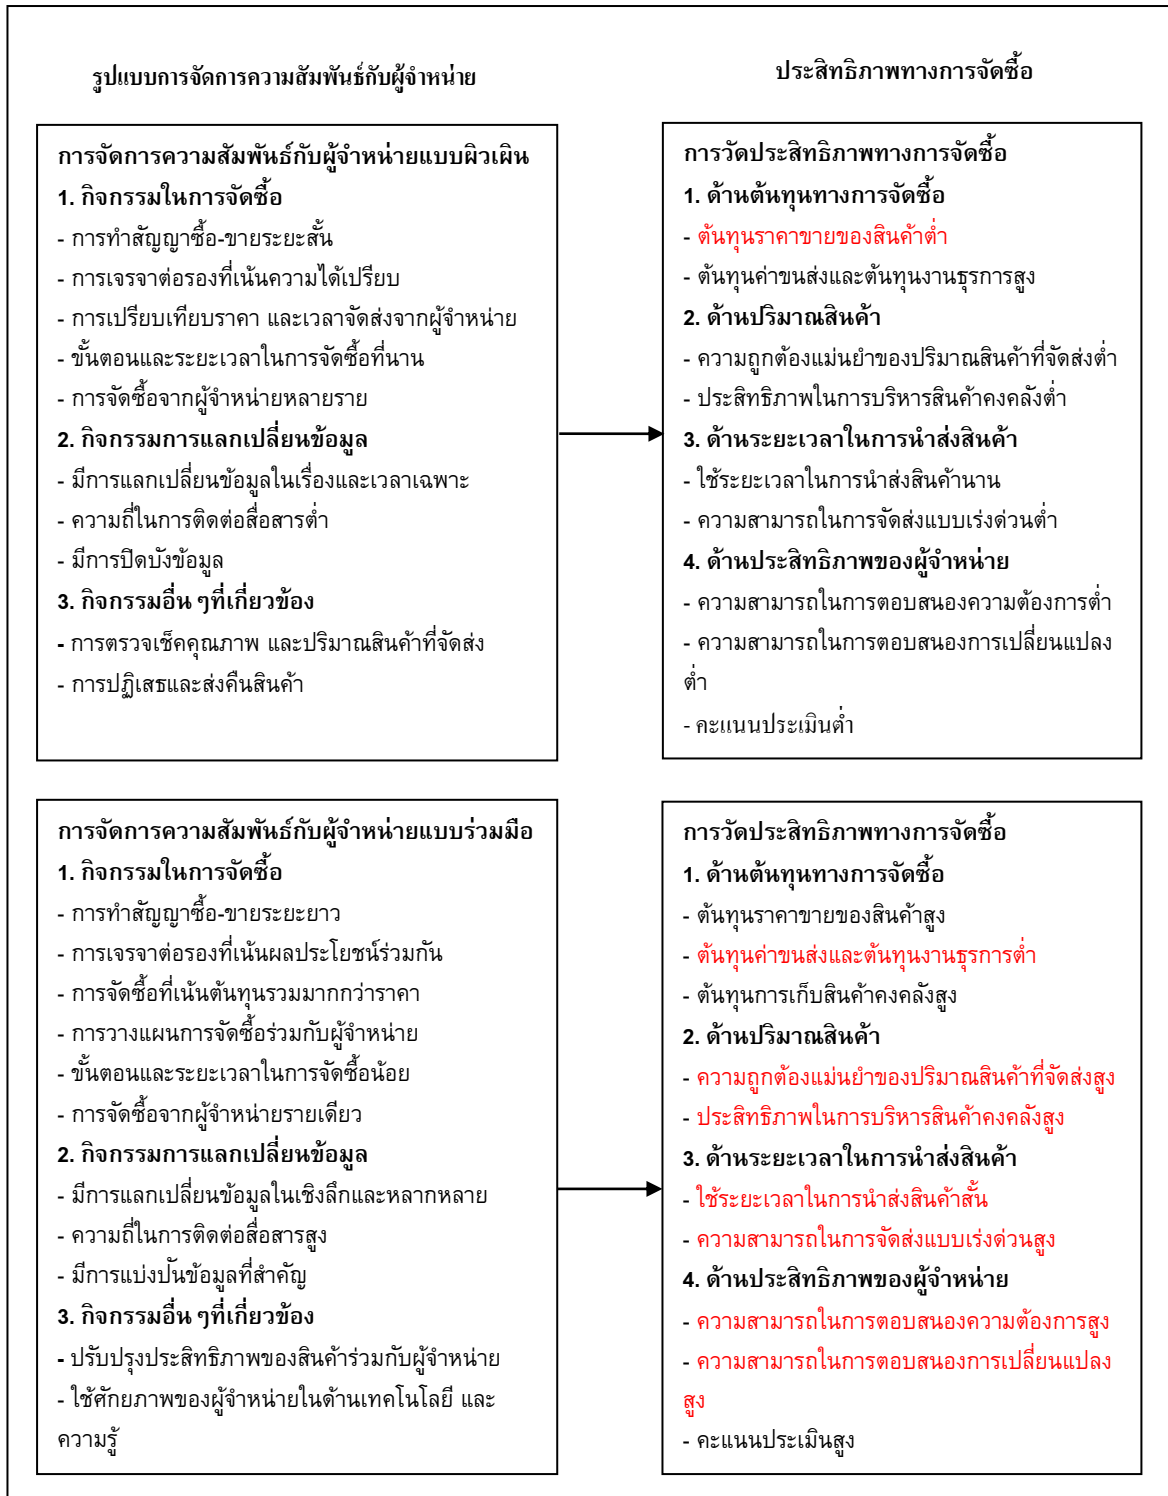 รูปแบบการจัดการความสัมพันธ์กับผู้จำหน่าย
ประสิทธิภาพทางการจัดซื้อ
การจัดการความสัมพันธ์กับผู้จำหน่ายแบบผิวเผิน
1. กิจกรรมในการจัดซื้อ
- การทำสัญญาซื้อ-ขายระยะสั้น
- การเจรจาต่อรองที่เน้นความได้เปรียบ
- การเปรียบเทียบราคา และเวลาจัดส่งจากผู้จำหน่าย
- ขั้นตอนและระยะเวลาในการจัดซื้อที่นาน
- การจัดซื้อจากผู้จำหน่ายหลายราย
2. กิจกรรมการแลกเปลี่ยนข้อมูล
- มีการแลกเปลี่ยนข้อมูลในเรื่องและเวลาเฉพาะ
- ความถี่ในการติดต่อสื่อสารต่ำ
- มีการปิดบังข้อมูล
3. กิจกรรมอื่น ๆที่เกี่ยวข้อง
- การตรวจเช็คคุณภาพ และปริมาณสินค้าที่จัดส่ง
- การปฏิเสธและส่งคืนสินค้า
การวัดประสิทธิภาพทางการจัดซื้อ
1. ด้านต้นทุนทางการจัดซื้อ
- ต้นทุนราคาขายของสินค้าต่ำ
- ต้นทุนค่าขนส่งและต้นทุนงานธุรการสูง
2. ด้านปริมาณสินค้า
- ความถูกต้องแม่นยำของปริมาณสินค้าที่จัดส่งต่ำ
- ประสิทธิภาพในการบริหารสินค้าคงคลังต่ำ
3. ด้านระยะเวลาในการนำส่งสินค้า
- ใช้ระยะเวลาในการนำส่งสินค้านาน
- ความสามารถในการจัดส่งแบบเร่งด่วนต่ำ
4. ด้านประสิทธิภาพของผู้จำหน่าย
- ความสามารถในการตอบสนองความต้องการต่ำ
- ความสามารถในการตอบสนองการเปลี่ยนแปลง
ต่ำ
- คะแนนประเมินต่ำ
การจัดการความสัมพันธ์กับผู้จำหน่ายแบบร่วมมือ
1. กิจกรรมในการจัดซื้อ
- การทำสัญญาซื้อ-ขายระยะยาว
- การเจรจาต่อรองที่เน้นผลประโยชน์ร่วมกัน
- การจัดซื้อที่เน้นต้นทุนรวมมากกว่าราคา
- การวางแผนการจัดซื้อร่วมกับผู้จำหน่าย
- ขั้นตอนและระยะเวลาในการจัดซื้อน้อย
- การจัดซื้อจากผู้จำหน่ายรายเดียว
2. กิจกรรมการแลกเปลี่ยนข้อมูล
- มีการแลกเปลี่ยนข้อมูลในเชิงลึกและหลากหลาย
- ความถี่ในการติดต่อสื่อสารสูง
- มีการแบ่งปันข้อมูลที่สำคัญ
3. กิจกรรมอื่น ๆที่เกี่ยวข้อง
- ปรับปรุงประสิทธิภาพของสินค้าร่วมกับผู้จำหน่าย
- ใช้ศักยภาพของผู้จำหน่ายในด้านเทคโนโลยี และ
ความรู้
การวัดประสิทธิภาพทางการจัดซื้อ
1. ด้านต้นทุนทางการจัดซื้อ
- ต้นทุนราคาขายของสินค้าสูง
- ต้นทุนค่าขนส่งและต้นทุนงานธุรการต่ำ
- ต้นทุนการเก็บสินค้าคงคลังสูง
2. ด้านปริมาณสินค้า
- ความถูกต้องแม่นยำของปริมาณสินค้าที่จัดส่งสูง
- ประสิทธิภาพในการบริหารสินค้าคงคลังสูง
3. ด้านระยะเวลาในการนำส่งสินค้า
- ใช้ระยะเวลาในการนำส่งสินค้าสั้น
- ความสามารถในการจัดส่งแบบเร่งด่วนสูง
4. ด้านประสิทธิภาพของผู้จำหน่าย
- ความสามารถในการตอบสนองความต้องการสูง
- ความสามารถในการตอบสนองการเปลี่ยนแปลง
สูง
- คะแนนประเมินสูง